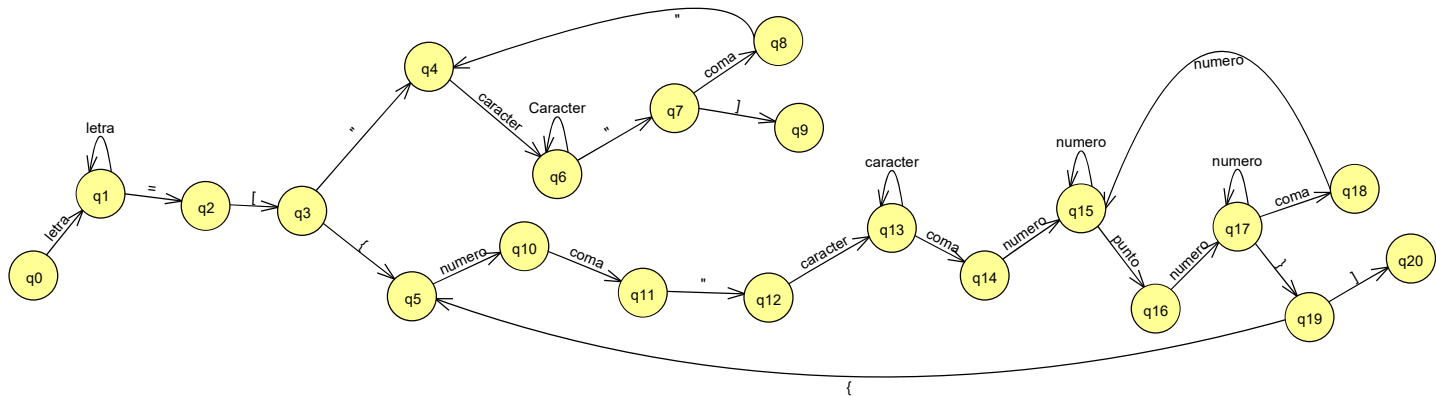 "
q8
q4
coma
caracter
Caracter
q7
]
q9
"
"
letra
q6
caracter
numero
numero
numero
q1
=
q2
[
q3
q15
coma
q18
letra
{
numero
q10
coma
q13
coma
numero
punto
numero
q17
q20
q0
q5
q11
"
q12
caracter
q14
q16
}
q19
]
{